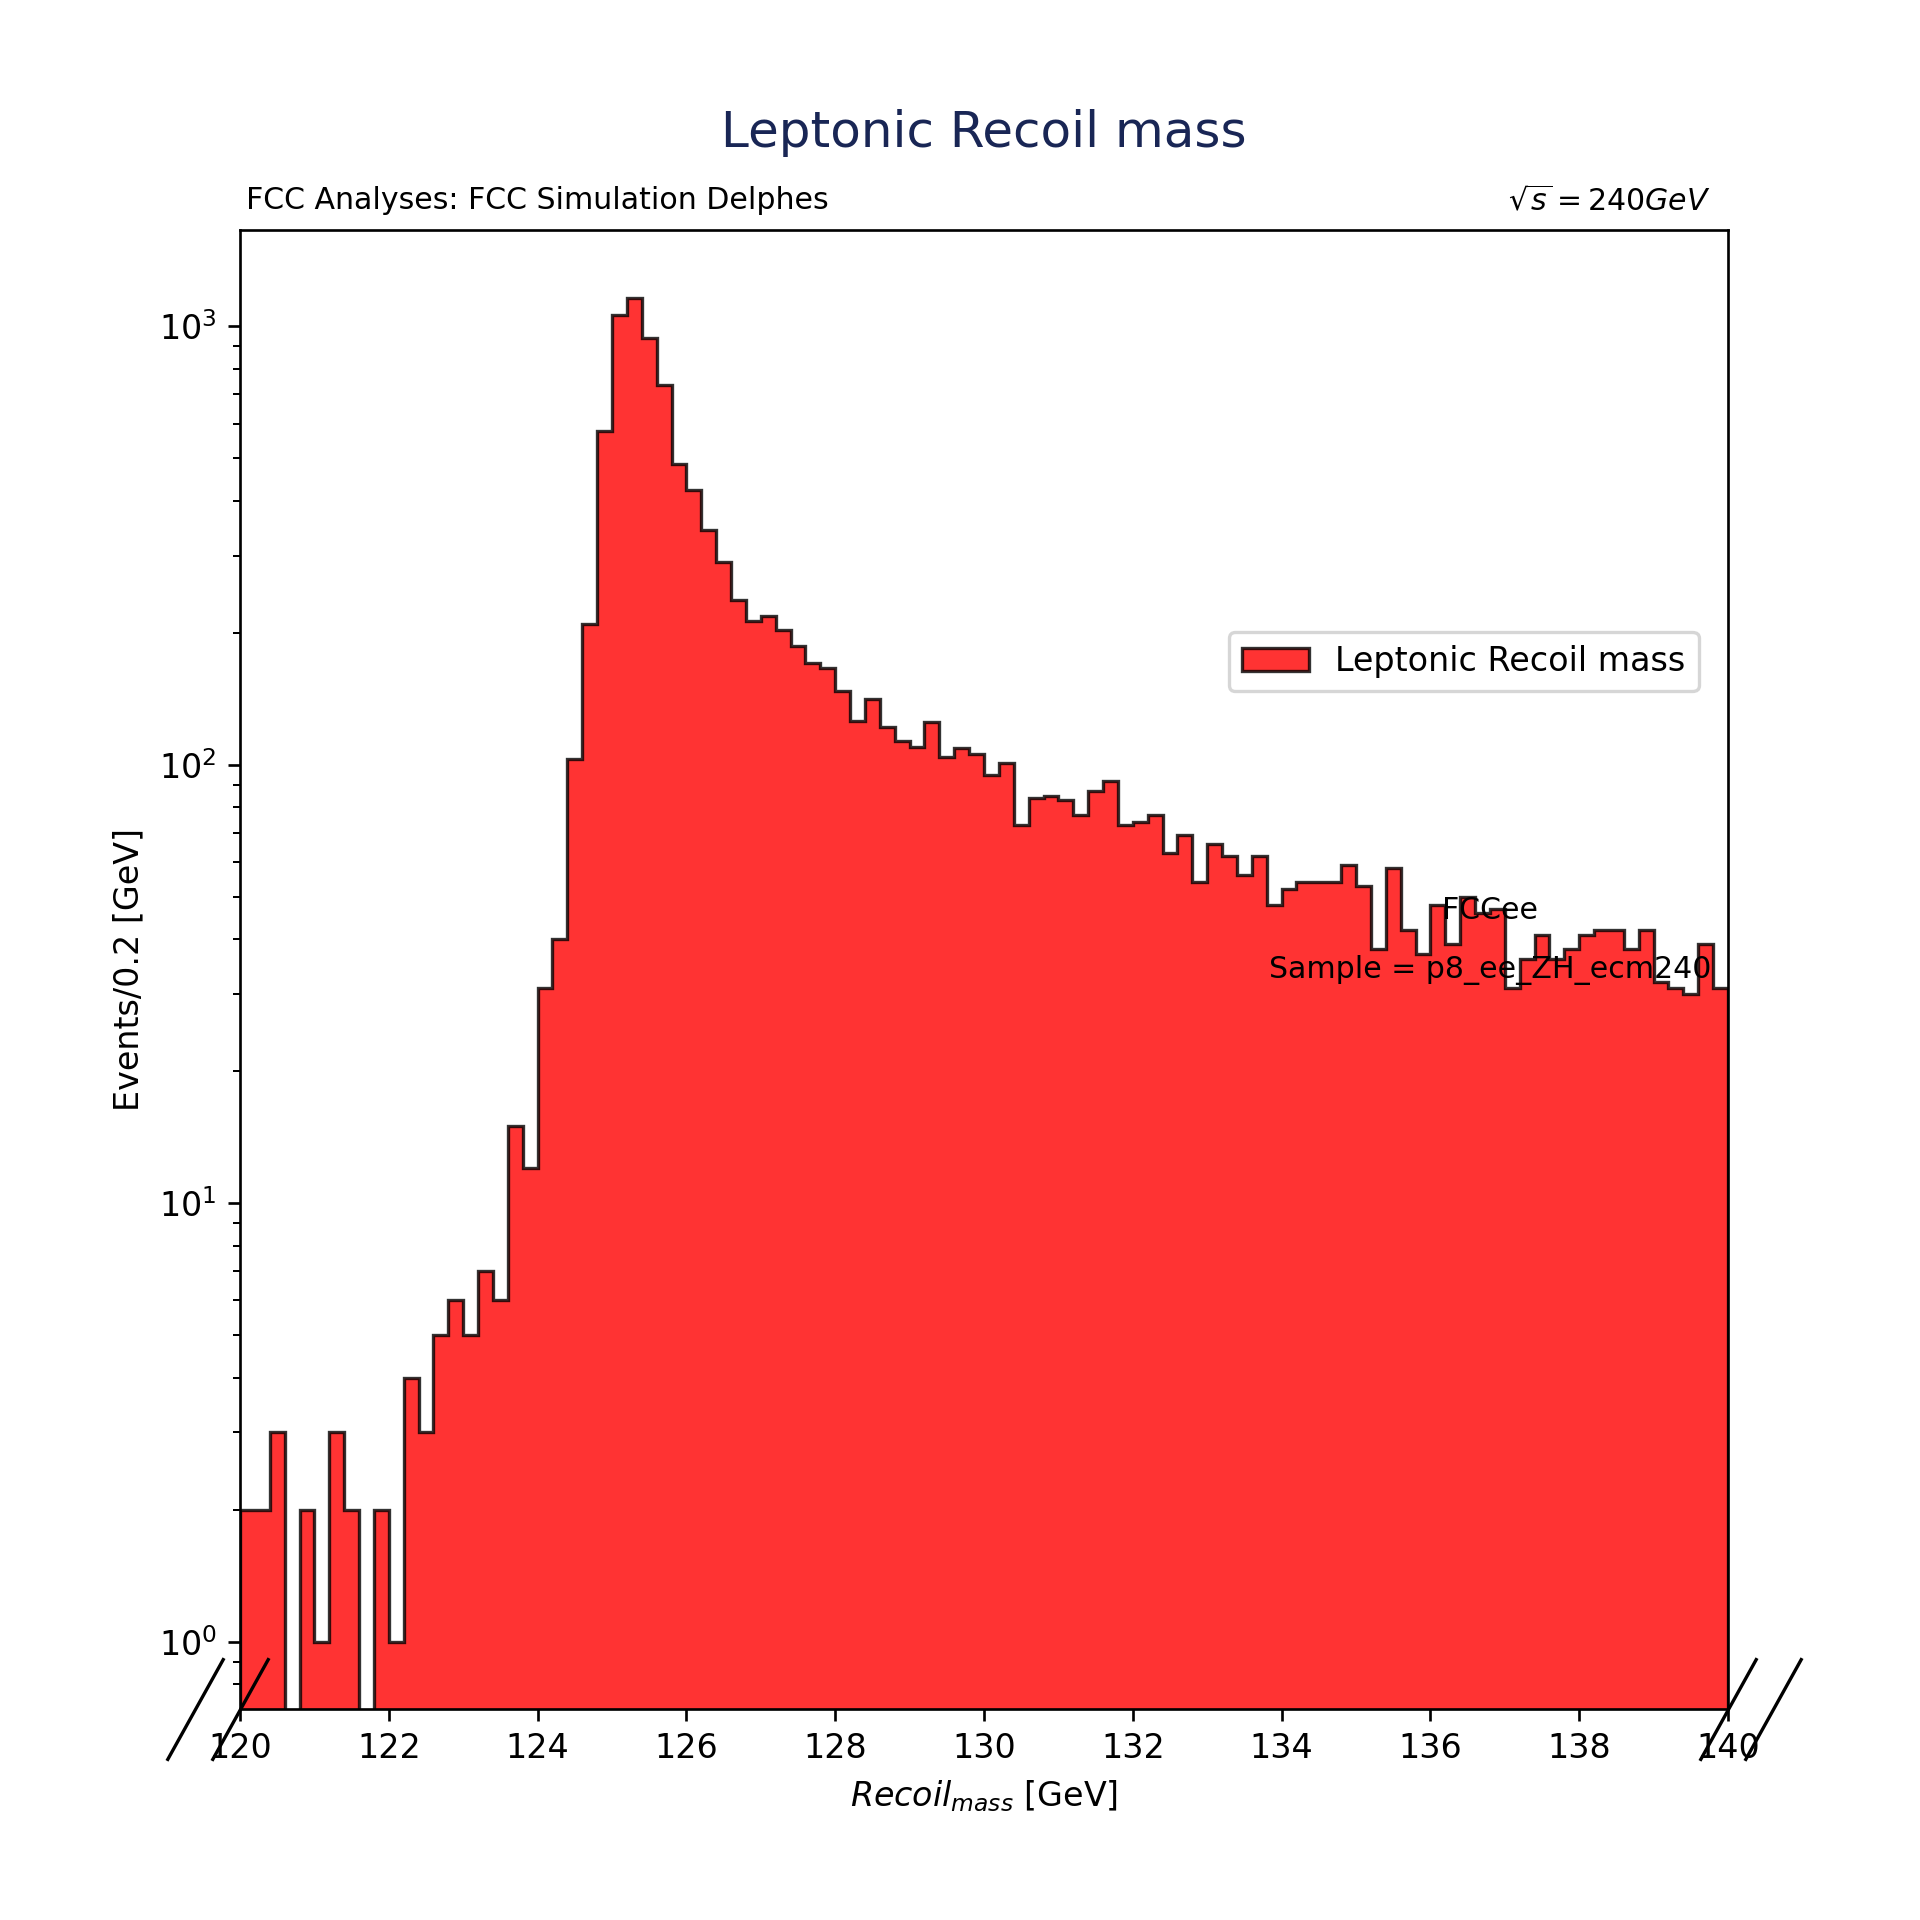 Leptonic Recoil mass
FCC Analyses: FCC Simulation Delphes
√s = 240GeV
10³
Leptonic Recoil mass
10²
FCCee
Sample = p8_ee_ZH_ecm240
Events/0.2 [GeV]
10¹
10⁰
120 122 124 126 128 130 132 134 136 138 140
Recoil_mass [GeV]